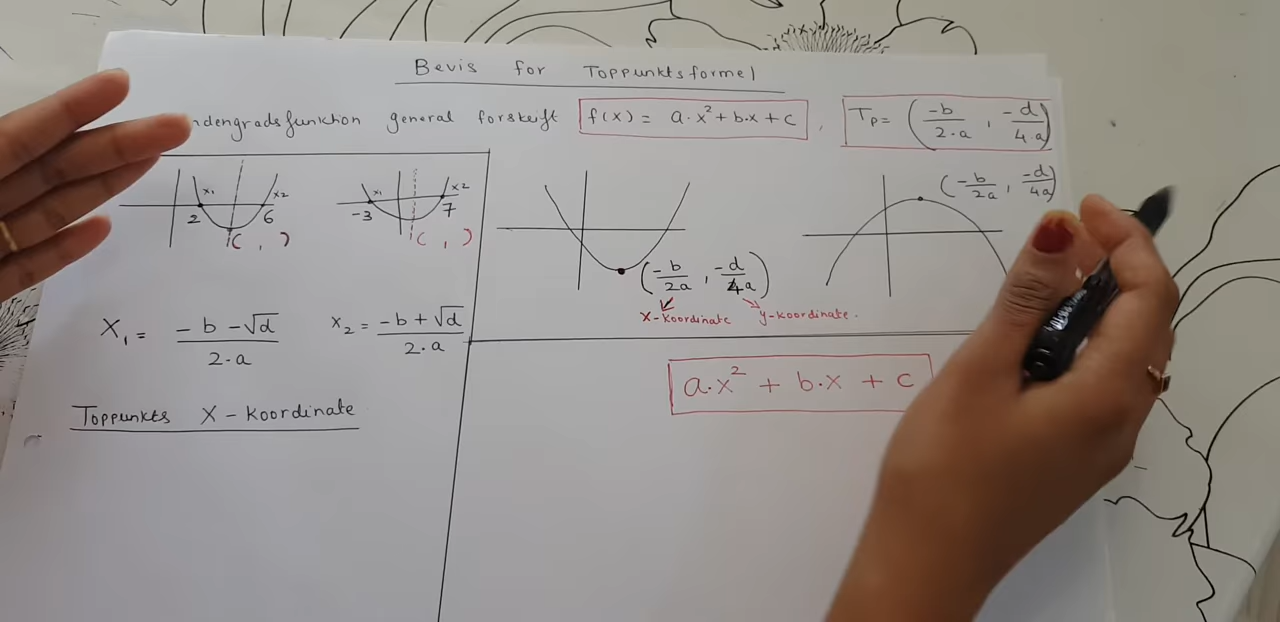 Bevis for Toppunktsformel
ndengradsfunktion general forskrift f(x) = a·x² + b·x + c , Tp = (-b/2·a , -d/4·a)
x₁ x₂
2 6
( , )
x₁ x₂
-3 7
( , )
(-b/2a , -d/4a)
x-koordinate y-koordinate.
(-b/2a , -d/4a)
X₁ = -b-√d/2·a x₂ = -b+√d/2·a
a·x² + b·x + c
Toppunkts X-koordinate